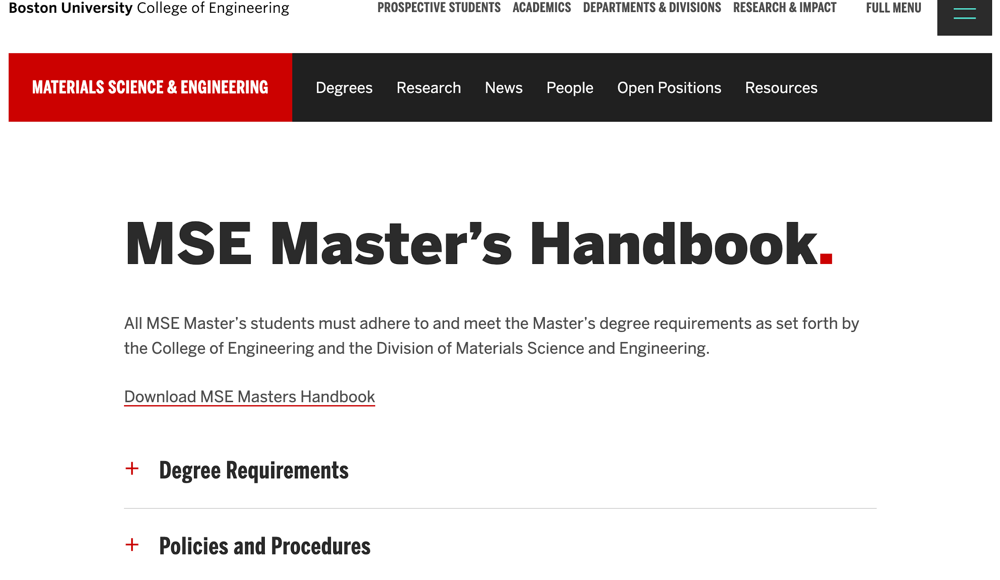 Boston University College of Engineering
PROSPECTIVE STUDENTS ACADEMICS DEPARTMENTS & DIVISIONS RESEARCH & IMPACT FULL MENU
MATERIALS SCIENCE & ENGINEERING Degrees Research News People Open Positions Resources
MSE Master’s Handbook.
All MSE Master’s students must adhere to and meet the Master’s degree requirements as set forth by
the College of Engineering and the Division of Materials Science and Engineering.
Download MSE Masters Handbook
+ Degree Requirements
+ Policies and Procedures